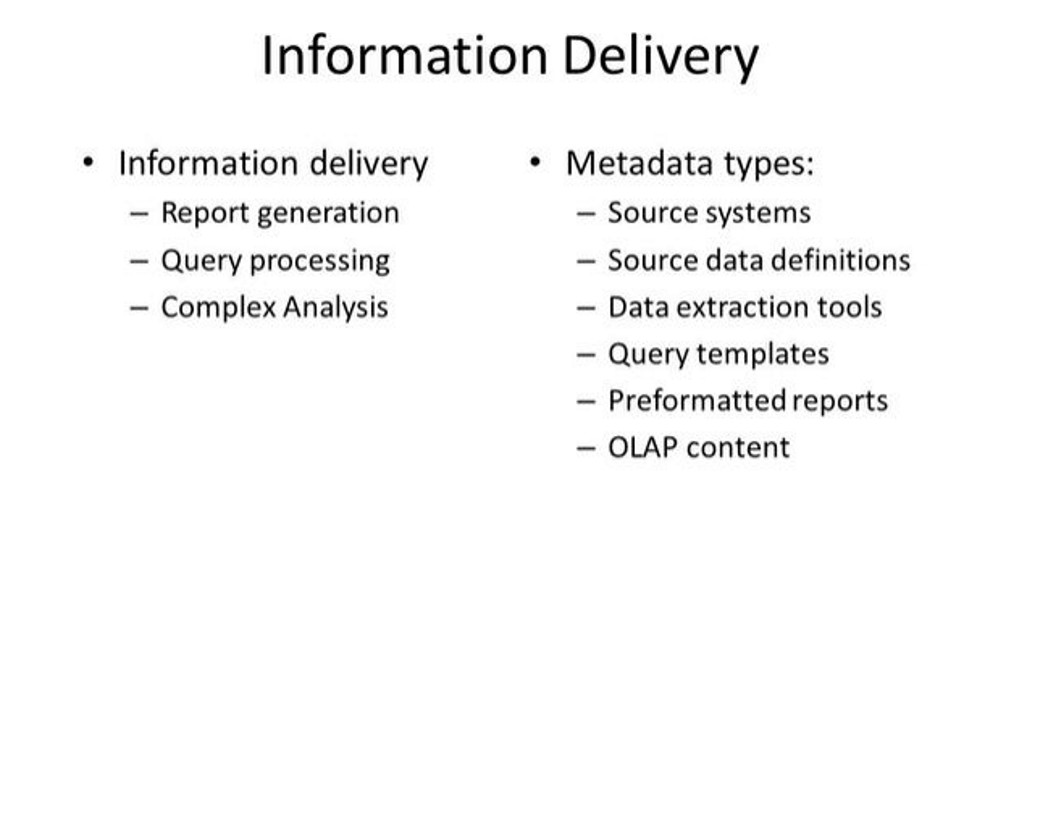 Information Delivery
• Information delivery
– Report generation
– Query processing
– Complex Analysis
• Metadata types:
– Source systems
– Source data definitions
– Data extraction tools
– Query templates
– Preformatted reports
– OLAP content